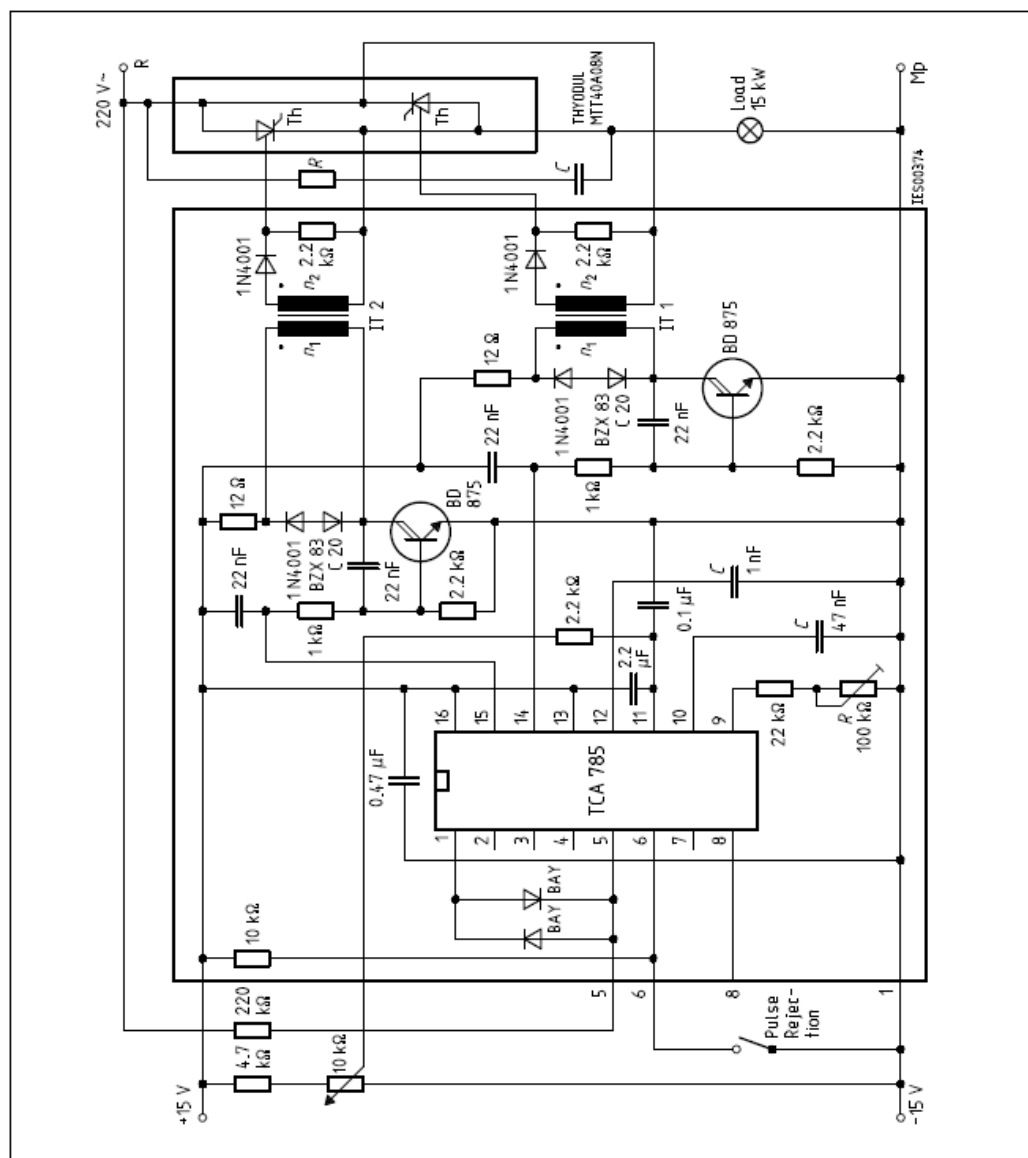 220 V~
R
Th
Th
THYODUL
MTT40A08N
R
C
Load
15 kW
Mp
IES00374
1N4001
2.2
kΩ
n₁
n₂
IT 2
1N4001
2.2
kΩ
n₁
n₂
IT 1
12 Ω
1N4001
BZX 83
C 20
22 nF
BD 875
22 nF
1 kΩ
2.2 kΩ
12 Ω
1N4001
BZX 83
C 20
22 nF
BD
875
22 nF
1 kΩ
2.2 kΩ
2.2 kΩ
0.1 µF
C
1 nF
C
47 nF
2.2
µF
0.47 µF
16
15
14
13
12
11
10
9
TCA 785
1
2
3
4
5
6
7
8
22 kΩ
R
100 kΩ
BAY
BAY
10 kΩ
220
kΩ
4.7
kΩ
10 kΩ
5
6
8
1
Pulse
Rejec-
tion
+15 V
-15 V